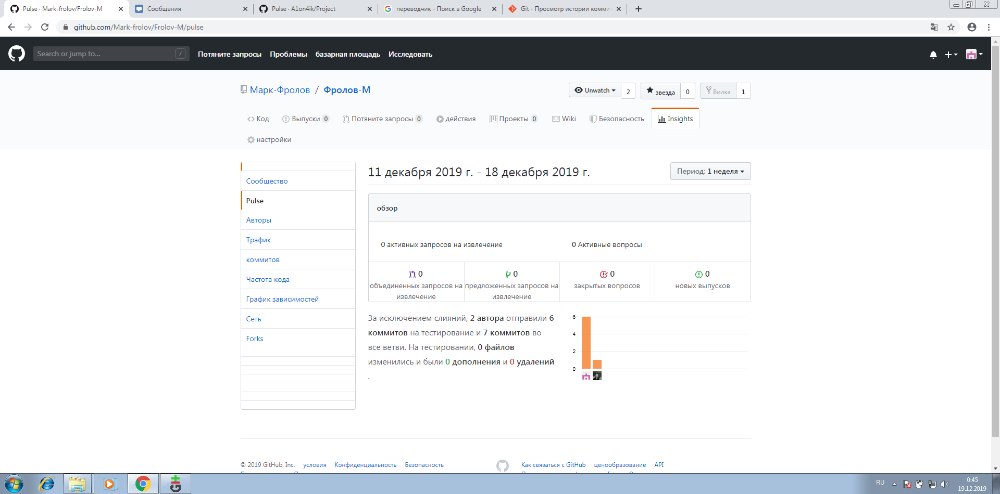 Pulse · Mark-frolov/Frolov-M
Сообщения
Pulse · A1on4ik/Project
переводчик - Поиск в Google
Git - Просмотр истории коммит
github.com/Mark-frolov/Frolov-M/pulse
Search or jump to...
/
Потяните запросы
Проблемы
базарная площадь
Исследовать
Марк-Фролов / Фролов-М
Unwatch
2
звезда
0
Вилка
1
Код
Выпуски 0
Потяните запросы 0
действия
Проекты 0
Wiki
Безопасность
Insights
настройки
Сообщество
Pulse
Авторы
Трафик
коммитов
Частота кода
График зависимостей
Сеть
Forks
11 декабря 2019 г. - 18 декабря 2019 г.
Период: 1 неделя
обзор
0 активных запросов на извлечение
0 Активные вопросы
0
объединенных запросов на
извлечение
0
предложенных запросов на
извлечение
0
закрытых вопросов
0
новых выпусков
За исключением слияний, 2 автора отправили 6
коммитов на тестирование и 7 коммитов во
все ветви. На тестировании, 0 файлов
изменились и были 0 дополнения и 0 удалений
.
6
4
2
0
© 2019 GitHub, Inc.
условия
Конфиденциальность
Безопасность
Как связаться с GitHub
ценообразование
API
RU
0:45
19.12.2019